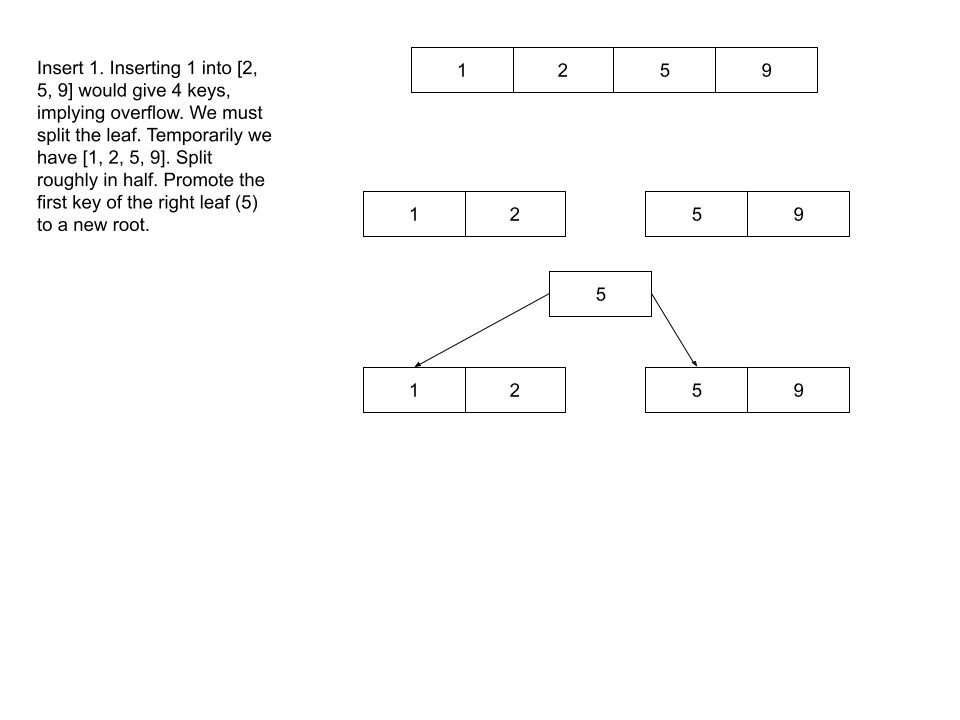 Insert 1. Inserting 1 into [2,
5, 9] would give 4 keys,
implying overflow. We must
split the leaf. Temporarily we
have [1, 2, 5, 9]. Split
roughly in half. Promote the
first key of the right leaf (5)
to a new root.
1 2 5 9
1 2 5 9
5
1 2 5 9